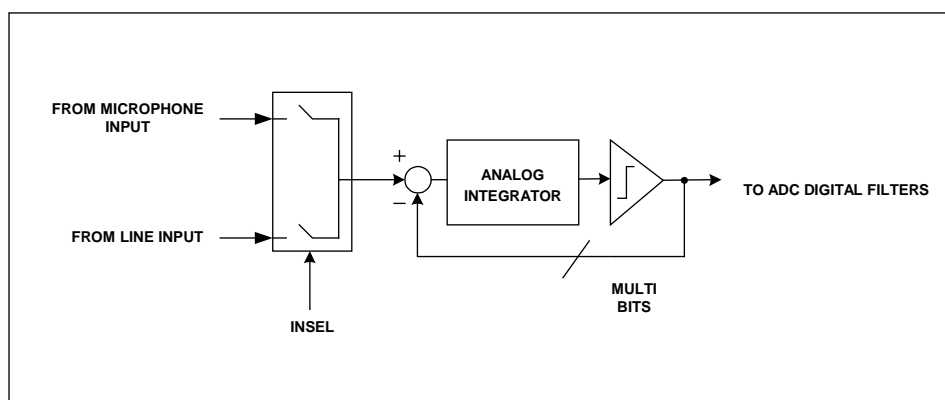 FROM MICROPHONE
INPUT
+
ANALOG
INTEGRATOR
TO ADC DIGITAL FILTERS
−
FROM LINE INPUT
MULTI
BITS
INSEL